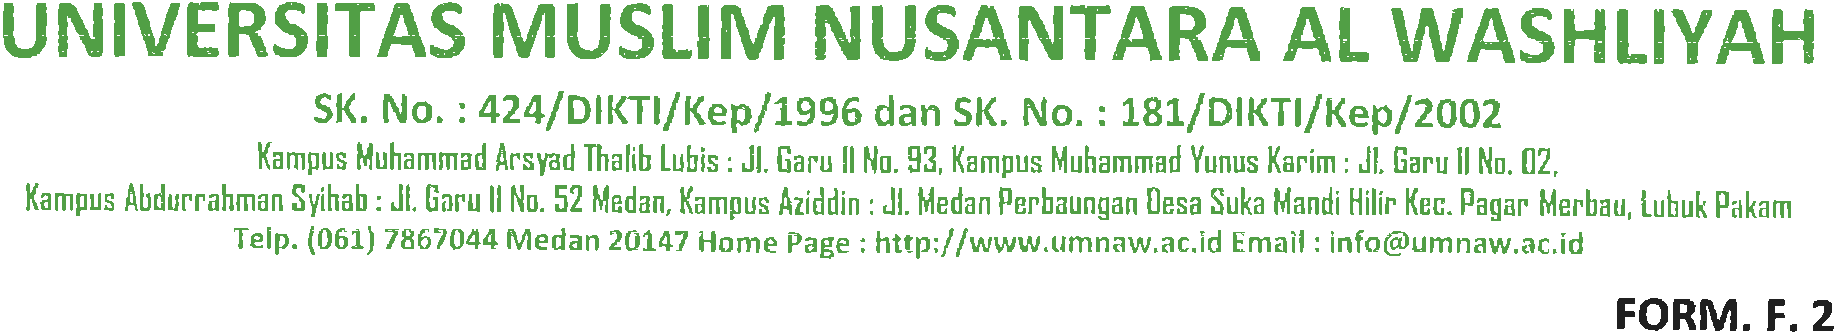 UNIVERSITAS MUSLIM NUSANTARA AL WASHLIYAH
SK. No. : 424/DIKTI/Kep/1996 dan SK. No. : 181/DIKTI/Kep/2002
Kampus Muhammad Arsyad Thalib Lubis : Jl. Garu II No. 93, Kampus Muhammad Yunus Karim : Jl. Garu II No. 02,
Kampus Abdurrahman Syihab : Jl. Garu II No. 52 Medan, Kampus Aziddin : Jl. Medan Perbaungan Desa Suka Mandi Hilir Kec. Pagar Merbau, Lubuk Pakam
Telp. (061) 7867044 Medan 20147 Home Page : http://www.umnaw.ac.id Email : info@umnaw.ac.id
FORM. F. 2